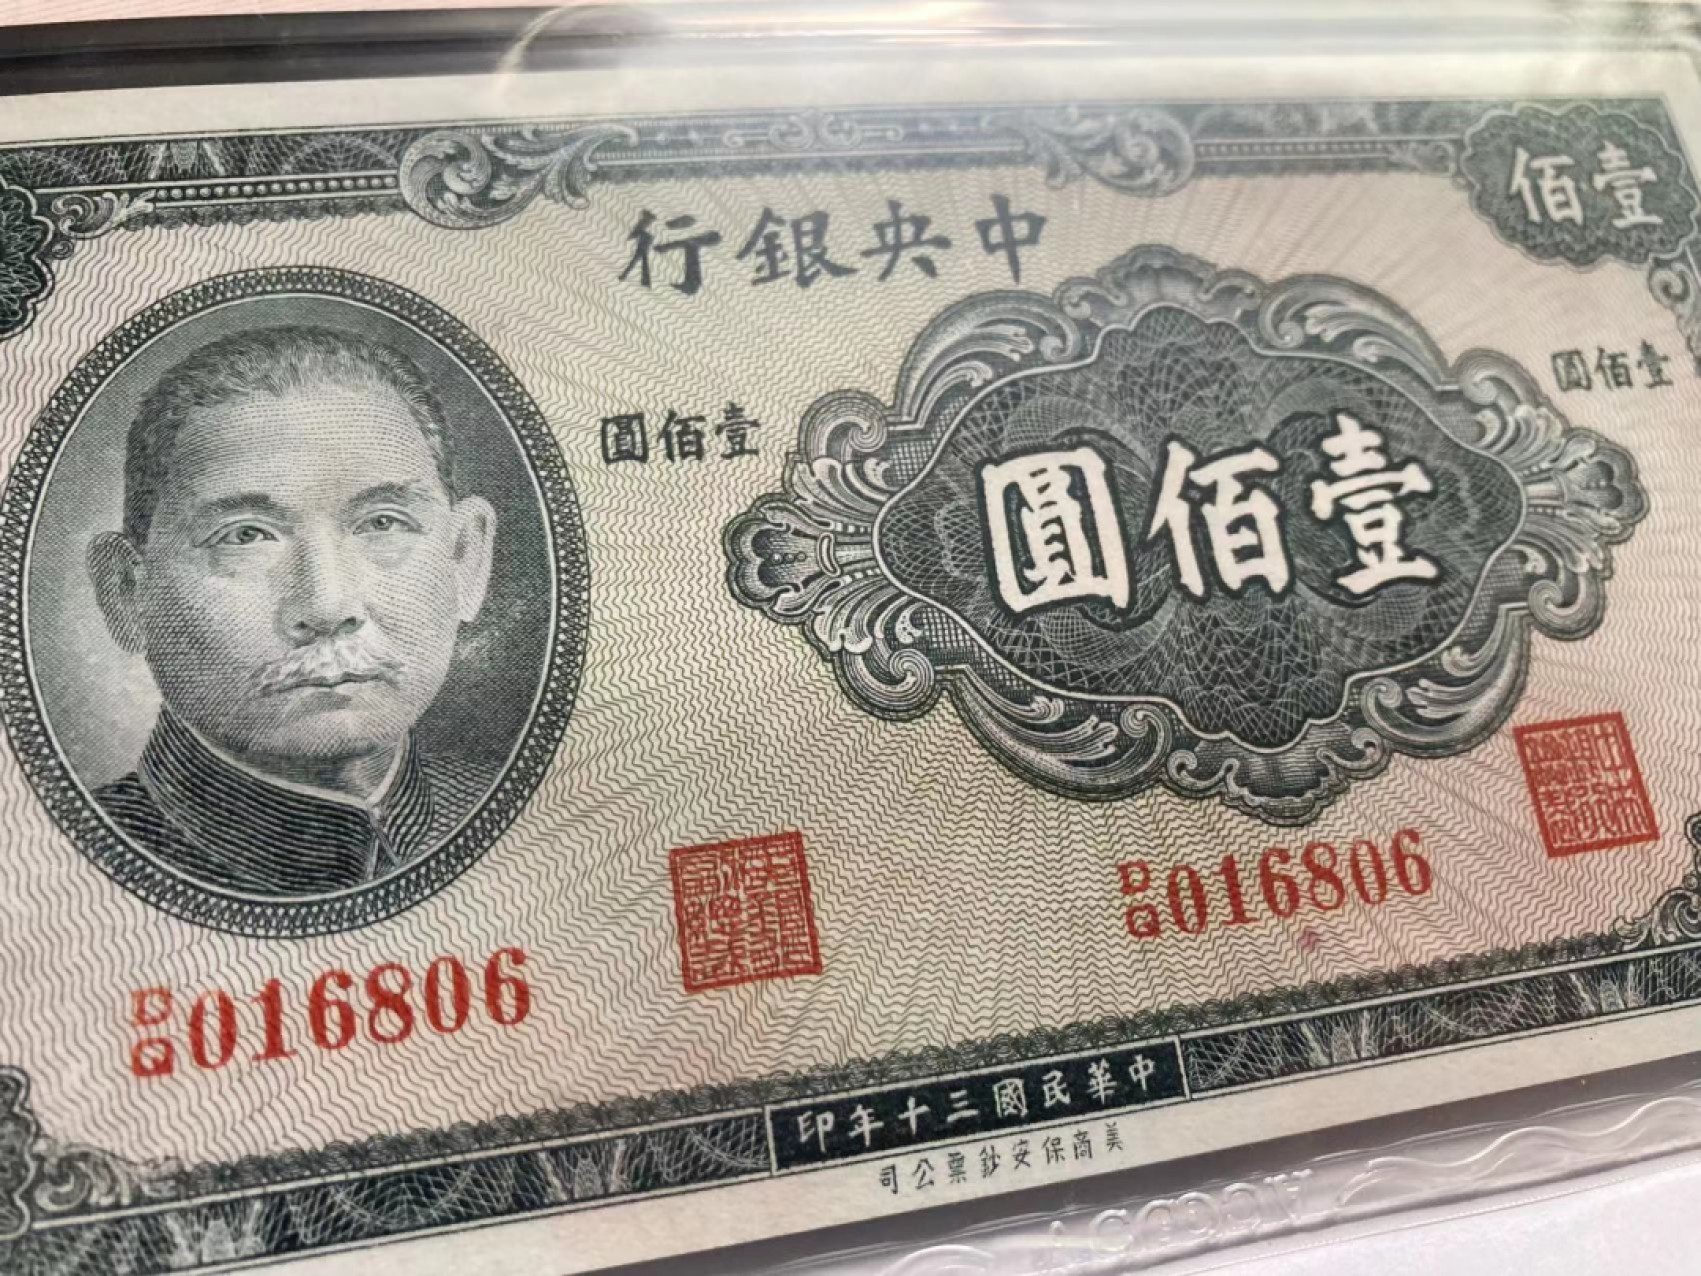 中央銀行
壹佰
壹佰圓
壹佰圓
壹佰圓
D
Q 016806
D
Q 016806
中華民國三十年印
美商保安鈔票公司